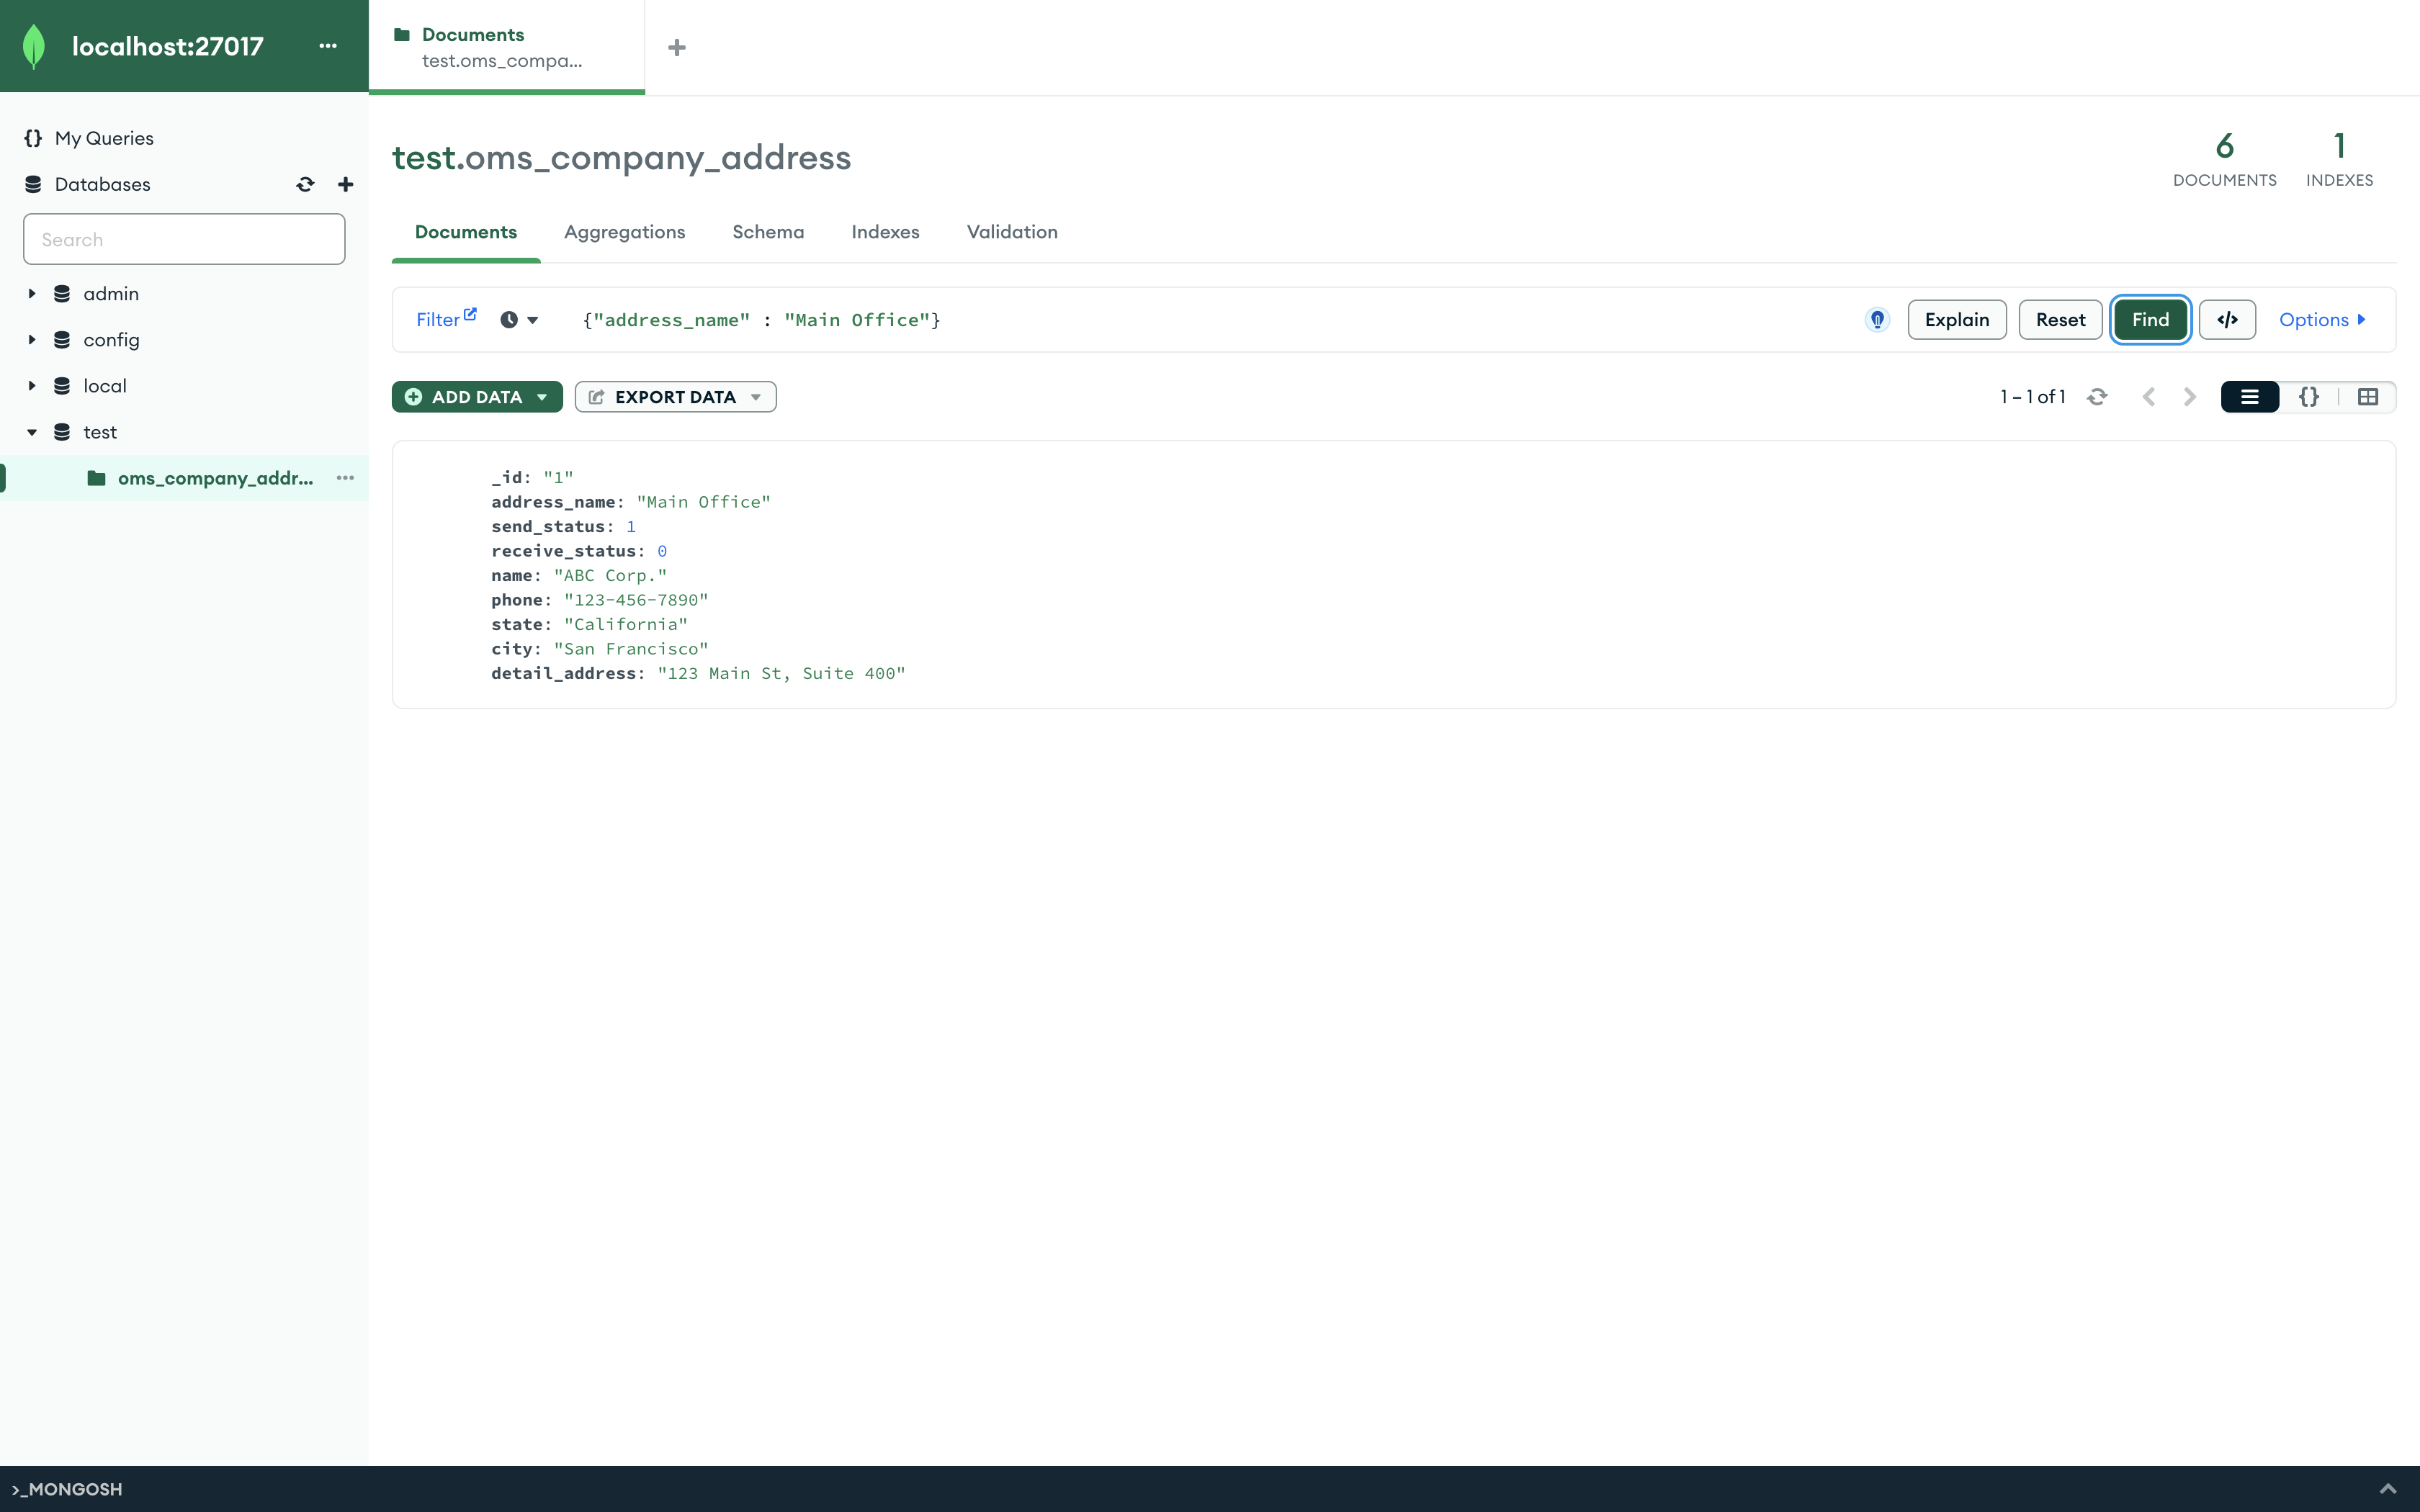 localhost:27017
Documents
test.oms_compa...
My Queries
Databases
Search
admin
config
local
test
oms_company_addr...
test.oms_company_address
6
DOCUMENTS
1
INDEXES
Documents Aggregations Schema Indexes Validation
Filter {"address_name" : "Main Office"} Explain Reset Find </> Options
ADD DATA EXPORT DATA 1 – 1 of 1 {}
_id: "1"
address_name: "Main Office"
send_status: 1
receive_status: 0
name: "ABC Corp."
phone: "123-456-7890"
state: "California"
city: "San Francisco"
detail_address: "123 Main St, Suite 400"
>_MONGOSH